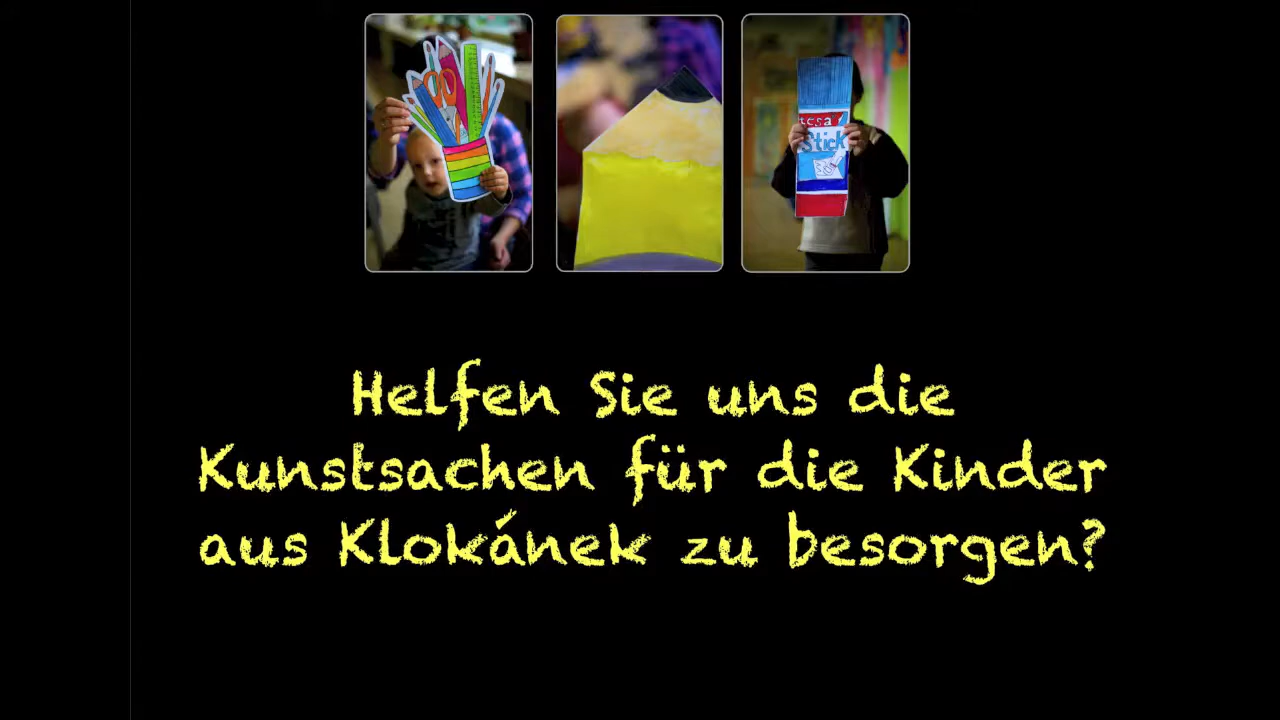 tesa
Stick
Helfen Sie uns die
Kunstsachen für die Kinder
aus Klokánek zu besorgen?